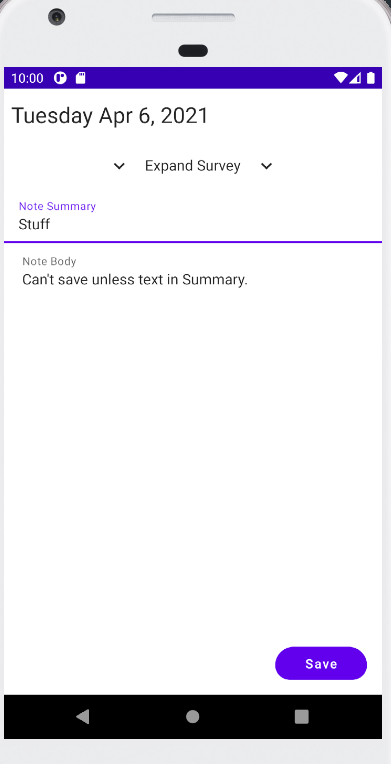 10:00
Tuesday Apr 6, 2021
Expand Survey
Note Summary
Stuff
Note Body
Can't save unless text in Summary.
Save